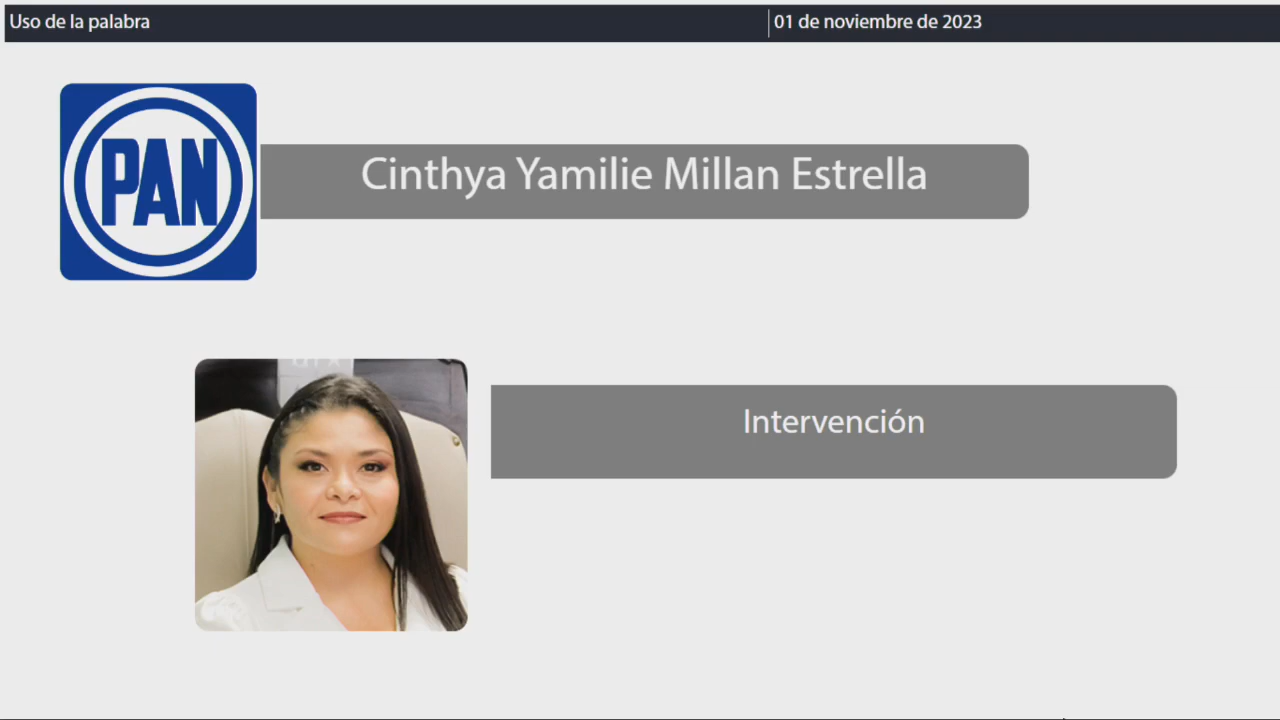 Uso de la palabra
01 de noviembre de 2023
PAN
Cinthya Yamilie Millan Estrella
Intervención